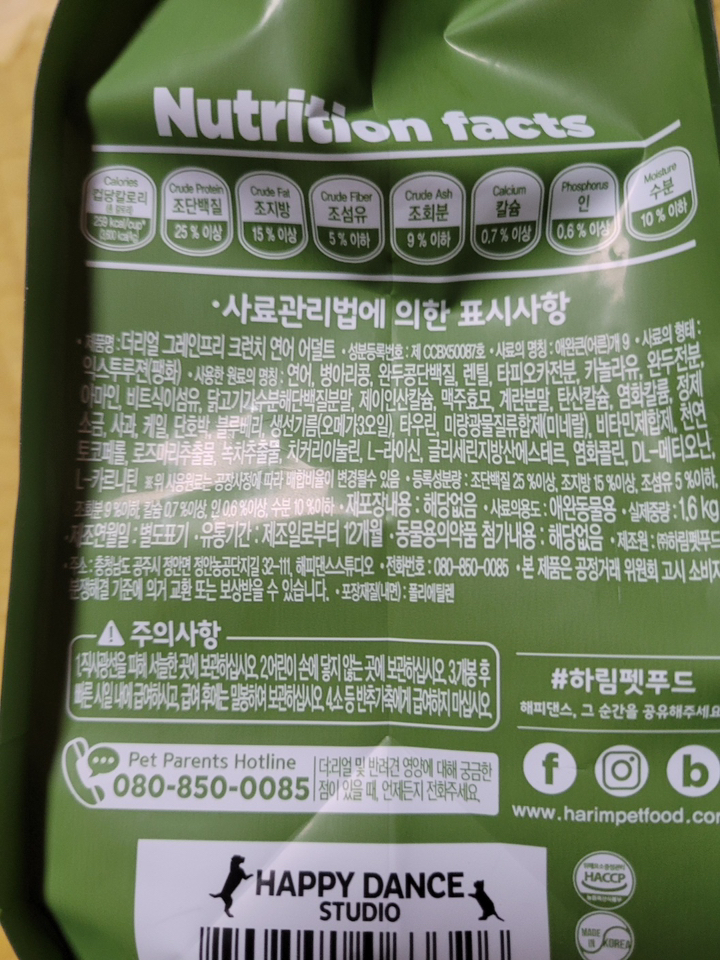 Nutrition facts
Calories 컵당칼로리 259 kcal/cup*
Crude Protein 조단백질 25 % 이상
Crude Fat 조지방 15 % 이상
Crude Fiber 조섬유 5 % 이하
Crude Ash 조회분 9 % 이하
Calcium 칼슘 0.7 % 이상
Phosphorus 인 0.6 % 이상
Moisture 수분 10 % 이하
·사료관리법에 의한 표시사항
· 제품명 : 더리얼 그레인프리 크런치 연어 어덜트 · 성분등록번호 : 제 CCBX50087호 · 사료의 명칭 : 애완견(어른)개 9 · 사료의 형태 :
익스트루전(팽화) · 사용한 원료의 명칭 : 연어, 병아리콩, 완두콩단백질, 렌틸, 타피오카전분, 카놀라유, 완두전분,
아마인, 비트식이섬유, 닭고기가수분해단백질분말, 제이인산칼슘, 맥주효모, 계란분말, 탄산칼슘, 염화칼륨, 정제
소금, 사과, 케일, 단호박, 블루베리, 생선기름(오메가3오일), 타우린, 미량광물질류합제(미네랄), 비타민제합제, 천연
토코페롤, 로즈마리추출물, 녹차추출물, 치커리이눌린, L-라이신, 글리세린지방산에스테르, 염화콜린, DL-메티오닌,
L-카르니틴 ※위 사용원료는 공장사정에 따라 배합비율이 변경될수 있음 · 등록성분량 : 조단백질 25 %이상, 조지방 15 %이상, 조섬유 5 %이하,
조회분 9 %이하, 칼슘 0.7 %이상, 인 0.6 %이상, 수분 10 %이하 · 재포장내용 : 해당없음 · 사료의용도 : 애완동물용 · 실제중량 : 1.6 kg
· 제조연월일 : 별도표기 · 유통기간 : 제조일로부터 12개월 · 동물용의약품 첨가내용 : 해당없음 · 제조원 : ㈜하림펫푸드
· 주소 : 충청남도 공주시 정안면 정안농공단지길 32-111, 해피댄스스튜디오 · 전화번호 : 080-850-0085 · 본 제품은 공정거래 위원회 고시 소비자
분쟁해결 기준에 의거 교환 또는 보상받을 수 있습니다. · 포장재질(내면) : 폴리에틸렌
주의사항
1.직사광선을 피해 서늘한 곳에 보관하십시오. 2.어린이 손에 닿지 않는 곳에 보관하십시오. 3.개봉 후
빠른 시일 내에 급여하시고, 급여 후에는 밀봉하여 보관하십시오. 4.소 등 반추가축에게 급여하지 마십시오.
#하림펫푸드
해피댄스, 그 순간을 공유해주세요
Pet Parents Hotline
080-850-0085
더리얼 및 반려견 영양에 대해 궁금한
점이 있을 때, 언제든지 전화주세요.
f b
www.harimpetfood.com
HAPPY DANCE
STUDIO
HACCP
MADE IN KOREA